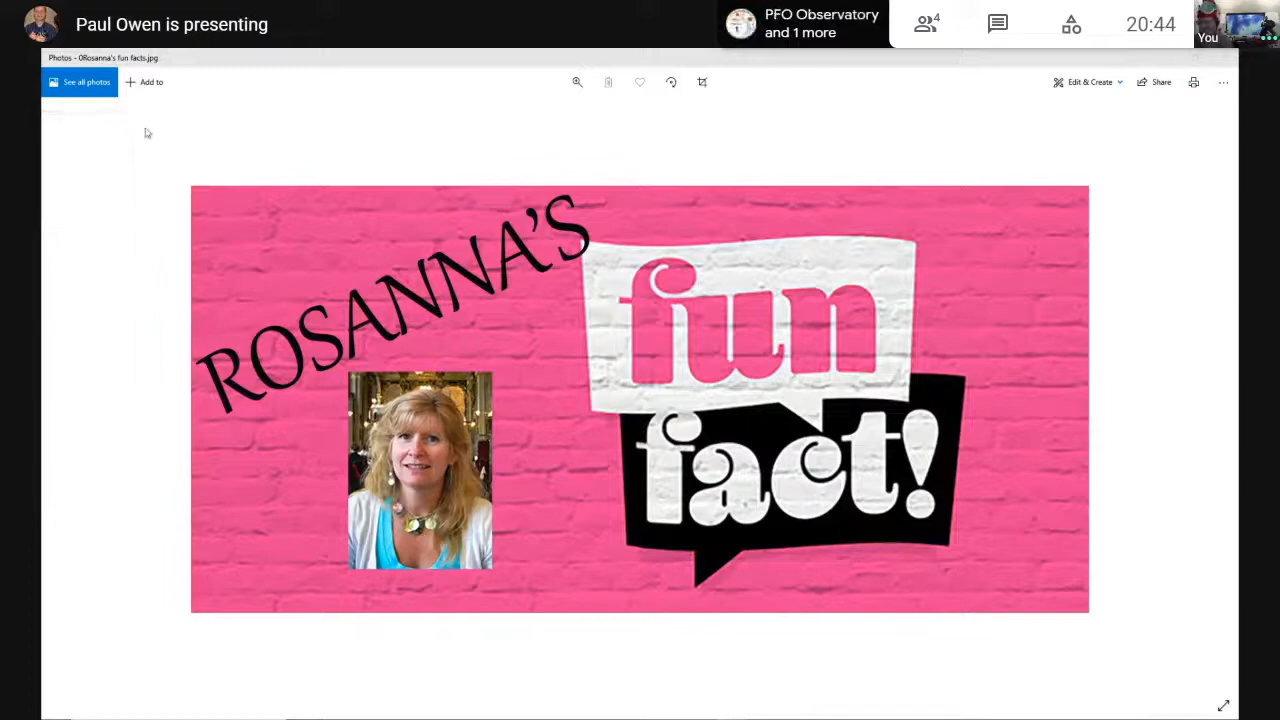 Paul Owen is presenting
PFO Observatory
and 1 more
4
20:44
You
Photos - 0Rosanna's fun facts.jpg
See all photos
Add to
Edit & Create
Share
ROSANNA'S
fun
fact!